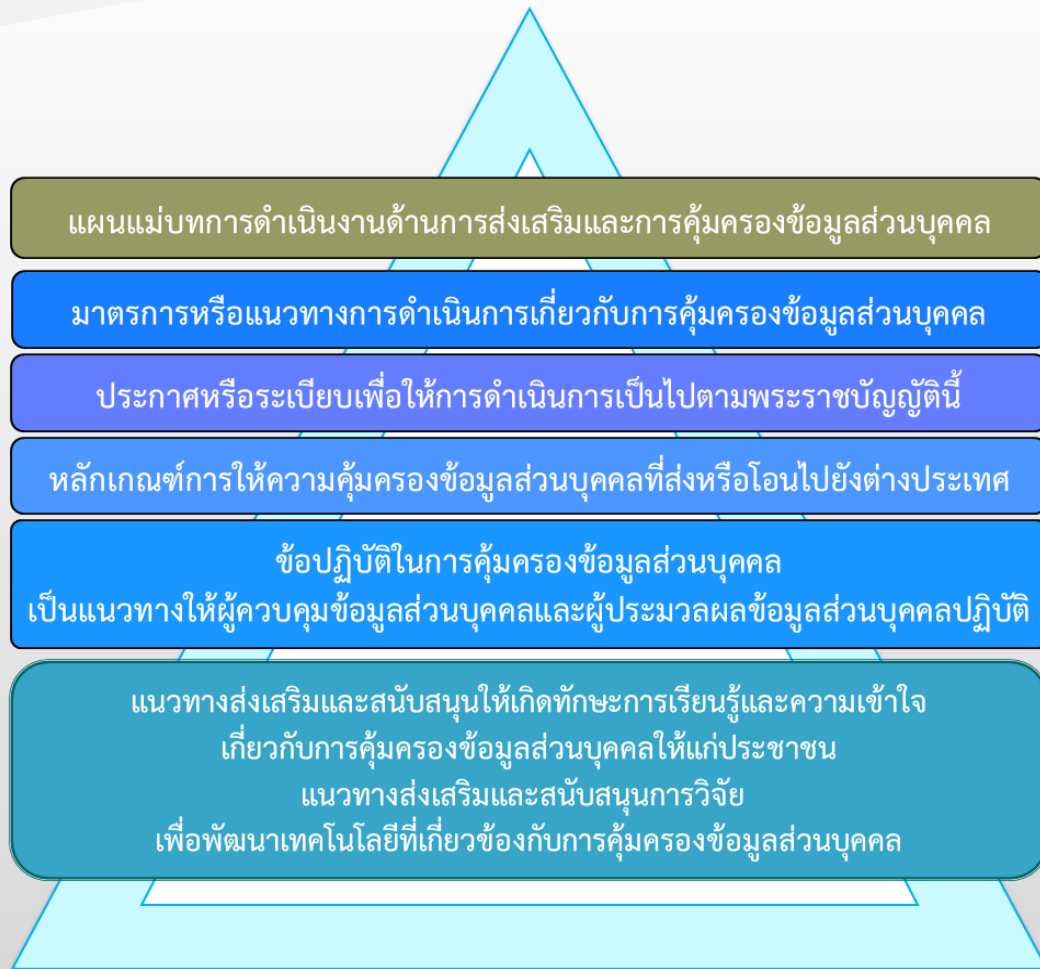 แผนแม่บทการดำเนินงานด้านการส่งเสริมและการคุ้มครองข้อมูลส่วนบุคคล
มาตรการหรือแนวทางการดำเนินการเกี่ยวกับการคุ้มครองข้อมูลส่วนบุคคล
ประกาศหรือระเบียบเพื่อให้การดำเนินการเป็นไปตามพระราชบัญญัตินี้
หลักเกณฑ์การให้ความคุ้มครองข้อมูลส่วนบุคคลที่ส่งหรือโอนไปยังต่างประเทศ
ข้อปฏิบัติในการคุ้มครองข้อมูลส่วนบุคคล
เป็นแนวทางให้ผู้ควบคุมข้อมูลส่วนบุคคลและผู้ประมวลผลข้อมูลส่วนบุคคลปฏิบัติ
แนวทางส่งเสริมและสนับสนุนให้เกิดทักษะการเรียนรู้และความเข้าใจ
เกี่ยวกับการคุ้มครองข้อมูลส่วนบุคคลให้แก่ประชาชน
แนวทางส่งเสริมและสนับสนุนการวิจัย
เพื่อพัฒนาเทคโนโลยีที่เกี่ยวข้องกับการคุ้มครองข้อมูลส่วนบุคคล